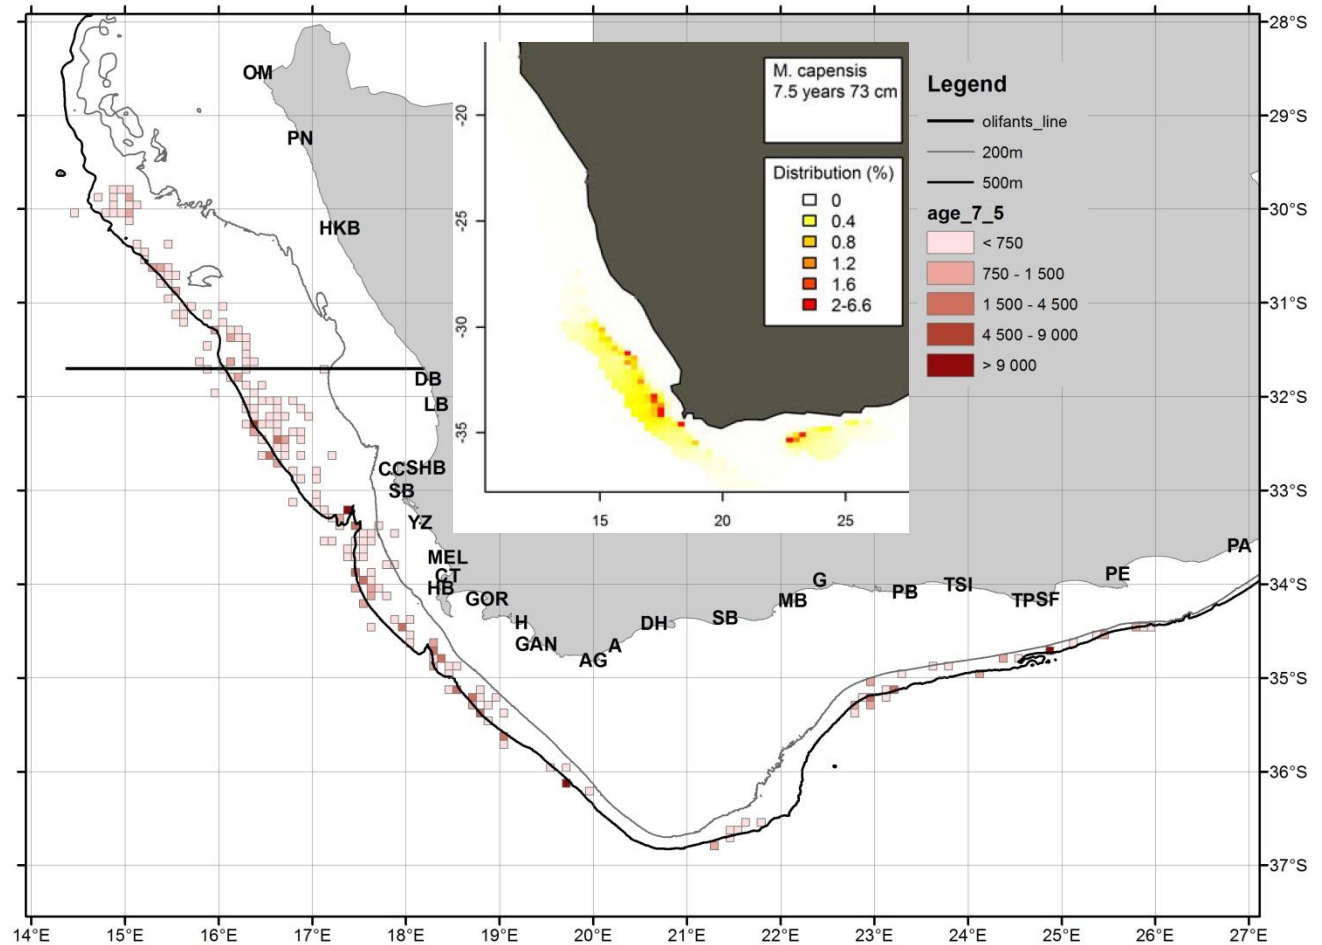 28°S
29°S
30°S
31°S
32°S
33°S
34°S
35°S
36°S
37°S
14°E
15°E
16°E
17°E
18°E
19°E
20°E
21°E
22°E
23°E
24°E
25°E
26°E
27°E
OM
PN
HKB
DB
LB
CC
SHB
SB
YZ
MEL
CT
HB
GOR
H
GAN
AG
A
DH
SB
MB
G
PB
TSI
TPSF
PE
PA
M. capensis
7.5 years 73 cm
Distribution (%)
0
0.4
0.8
1.2
1.6
2-6.6
-20
-25
-30
-35
15
20
25
Legend
olifants_line
200m
500m
age_7_5
< 750
750 - 1 500
1 500 - 4 500
4 500 - 9 000
> 9 000